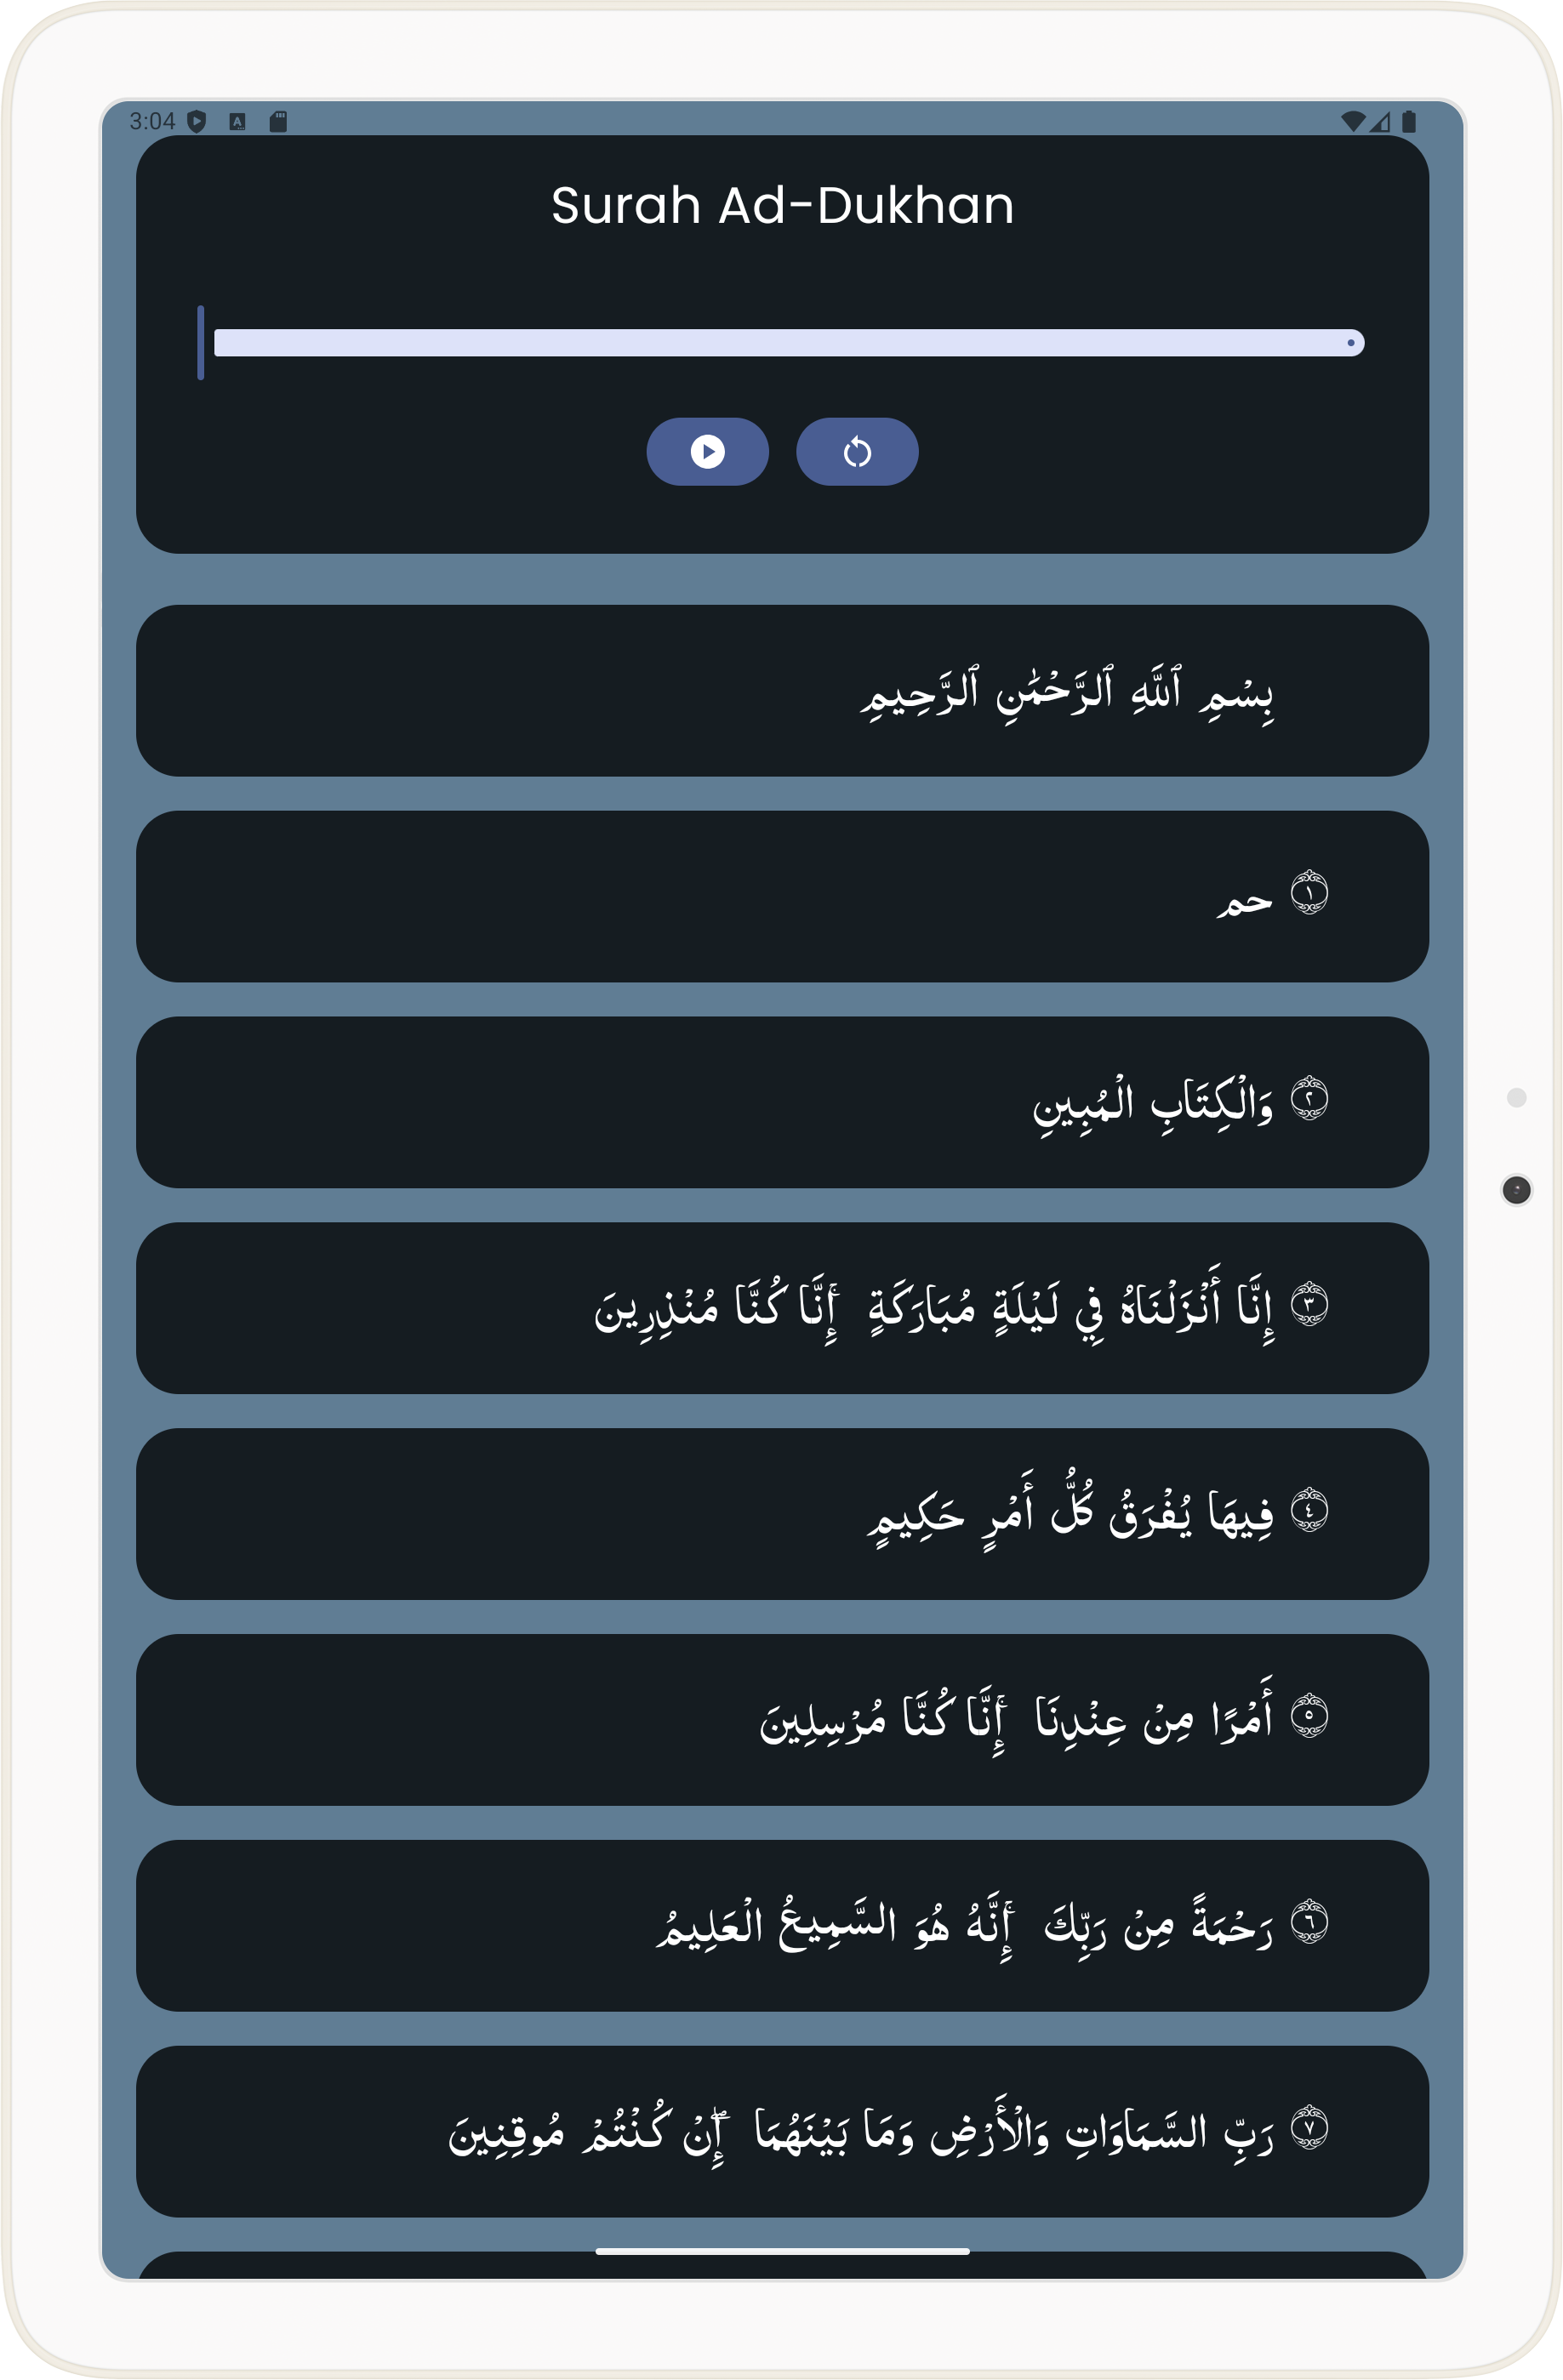 3:04
Surah Ad-Dukhan
بِسْمِ ٱللَّهِ ٱلرَّحْمَٰنِ ٱلرَّحِيمِ
١ حم
٢ وَالْكِتَابِ الْمُبِينِ
٣ إِنَّا أَنْزَلْنَاهُ فِي لَيْلَةٍ مُبَارَكَةٍ ۚ إِنَّا كُنَّا مُنْذِرِينَ
٤ فِيهَا يُفْرَقُ كُلُّ أَمْرٍ حَكِيمٍ
٥ أَمْرًا مِنْ عِنْدِنَا ۚ إِنَّا كُنَّا مُرْسِلِينَ
٦ رَحْمَةً مِنْ رَبِّكَ ۚ إِنَّهُ هُوَ السَّمِيعُ الْعَلِيمُ
٧ رَبِّ السَّمَاوَاتِ وَالْأَرْضِ وَمَا بَيْنَهُمَا ۖ إِنْ كُنْتُمْ مُوقِنِينَ